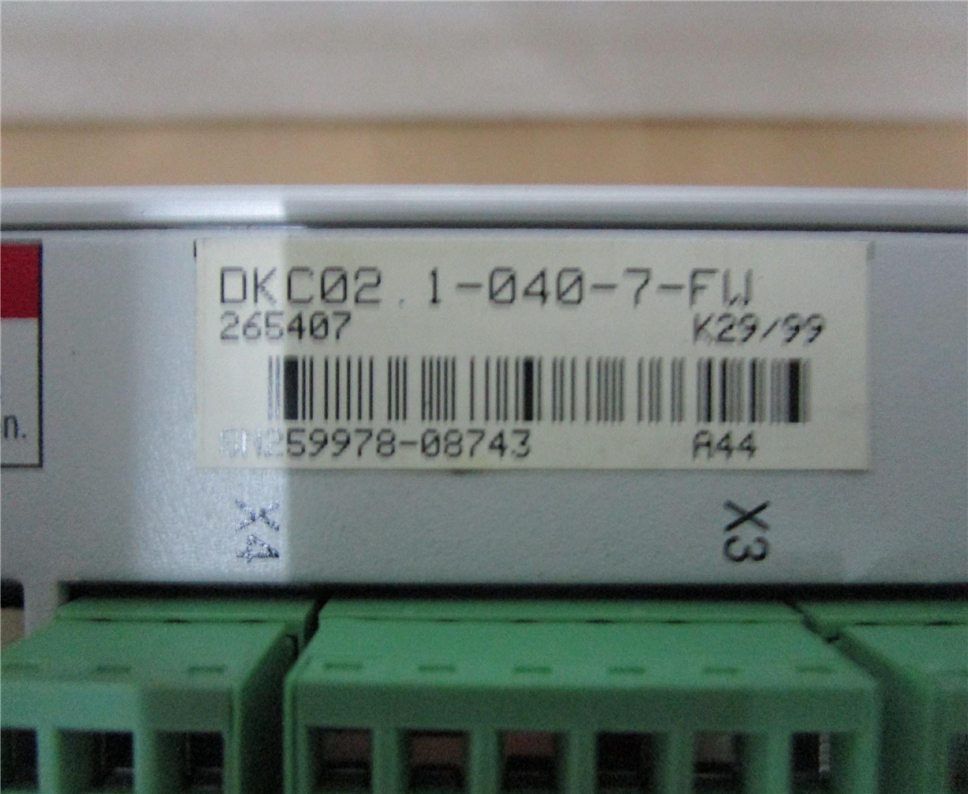 DKC02.1-040-7-FW
265407 K29/99
SN259978-08743 A44
n.
X4 X3